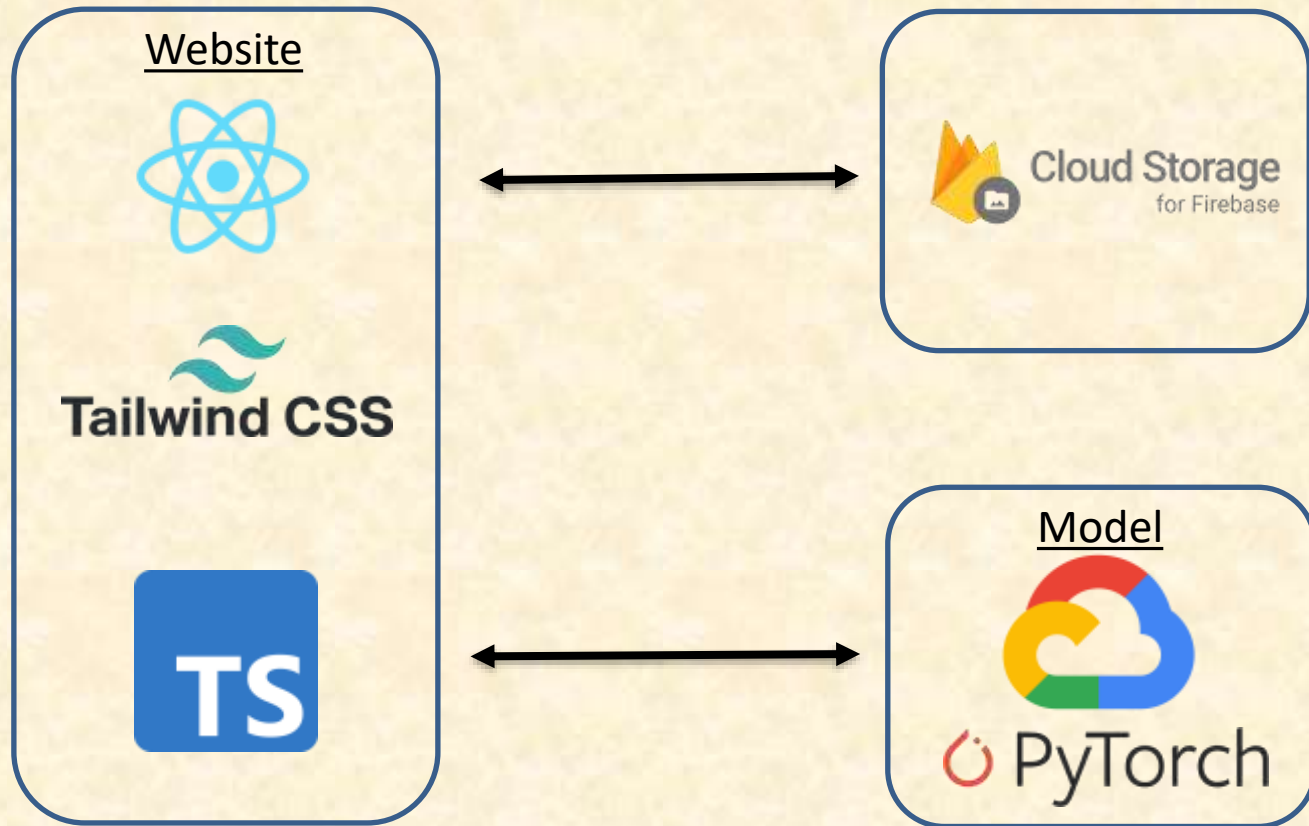 Website
Tailwind CSS
TS
Cloud Storage
for Firebase
Model
PyTorch